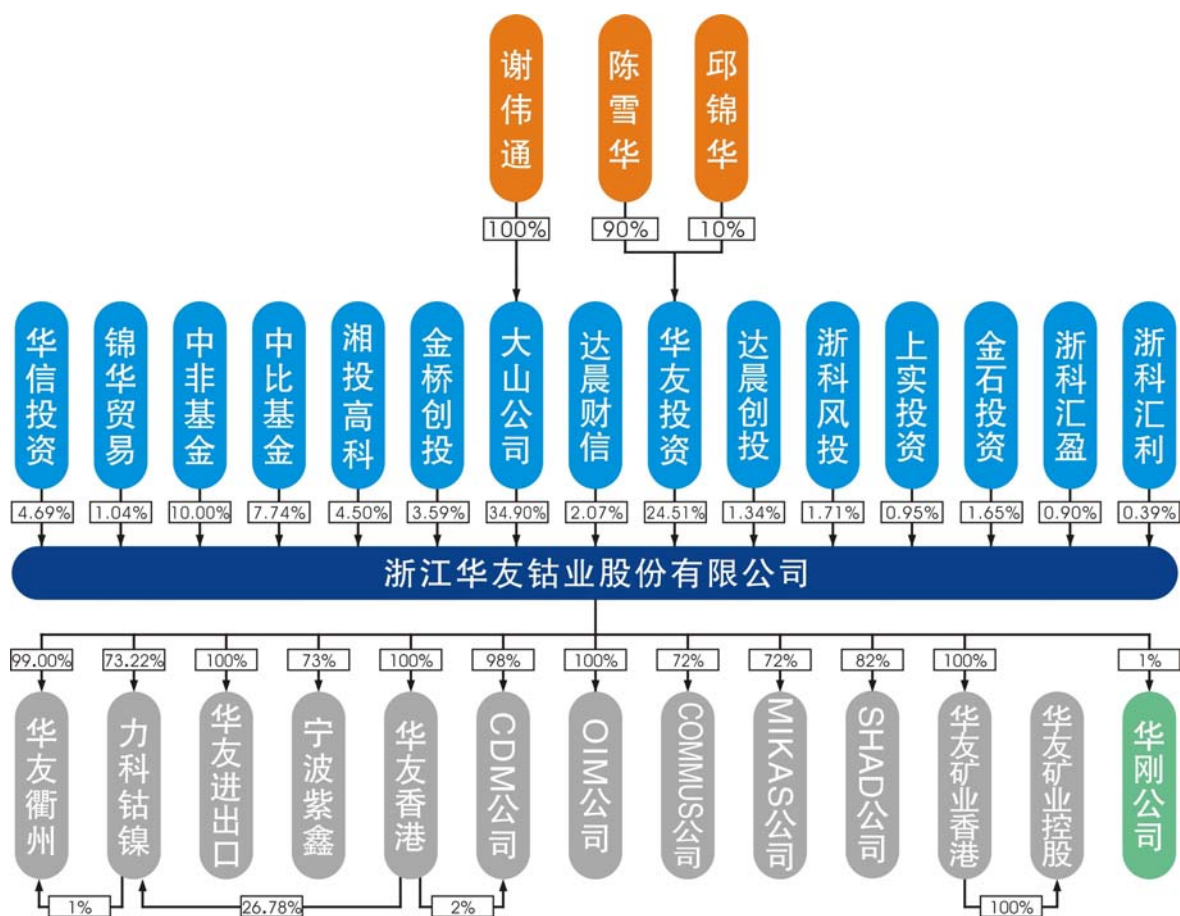 谢伟通
陈雪华
邱锦华
100%
90%
10%
华信投资
锦华贸易
中非基金
中比基金
湘投高科
金桥创投
大山公司
达晨财信
华友投资
达晨创投
浙科风投
上实投资
金石投资
浙科汇盈
浙科汇利
4.69%
1.04%
10.00%
7.74%
4.50%
3.59%
34.90%
2.07%
24.51%
1.34%
1.71%
0.95%
1.65%
0.90%
0.39%
浙江华友钴业股份有限公司
99.00%
73.22%
100%
73%
100%
98%
100%
72%
72%
82%
100%
1%
华友衢州
力科钴镍
华友进出口
宁波紫鑫
华友香港
CDM公司
OIM公司
COMMUS公司
MIKAS公司
SHAD公司
华友矿业香港
华友矿业控股
华刚公司
1%
26.78%
2%
100%